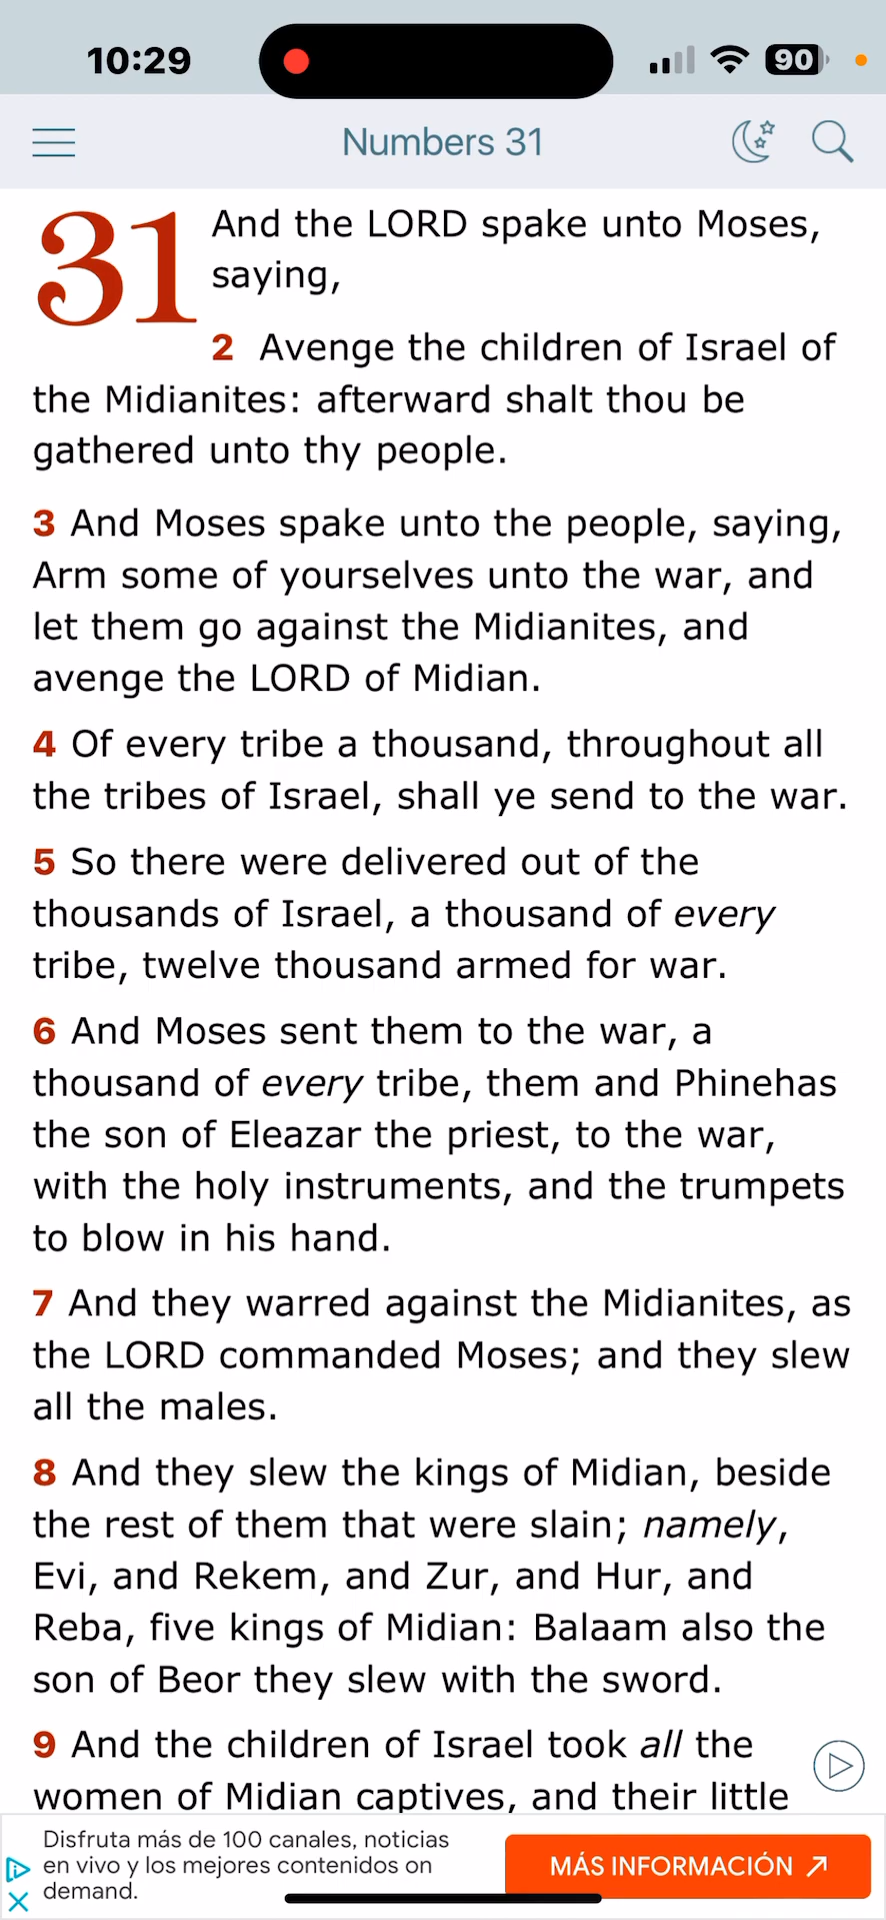 10:29
90
Numbers 31
31 And the LORD spake unto Moses,
saying,
2 Avenge the children of Israel of
the Midianites: afterward shalt thou be
gathered unto thy people.
3 And Moses spake unto the people, saying,
Arm some of yourselves unto the war, and
let them go against the Midianites, and
avenge the LORD of Midian.
4 Of every tribe a thousand, throughout all
the tribes of Israel, shall ye send to the war.
5 So there were delivered out of the
thousands of Israel, a thousand of every
tribe, twelve thousand armed for war.
6 And Moses sent them to the war, a
thousand of every tribe, them and Phinehas
the son of Eleazar the priest, to the war,
with the holy instruments, and the trumpets
to blow in his hand.
7 And they warred against the Midianites, as
the LORD commanded Moses; and they slew
all the males.
8 And they slew the kings of Midian, beside
the rest of them that were slain; namely,
Evi, and Rekem, and Zur, and Hur, and
Reba, five kings of Midian: Balaam also the
son of Beor they slew with the sword.
9 And the children of Israel took all the
women of Midian captives, and their little
Disfruta más de 100 canales, noticias
en vivo y los mejores contenidos on
demand.
MÁS INFORMACIÓN